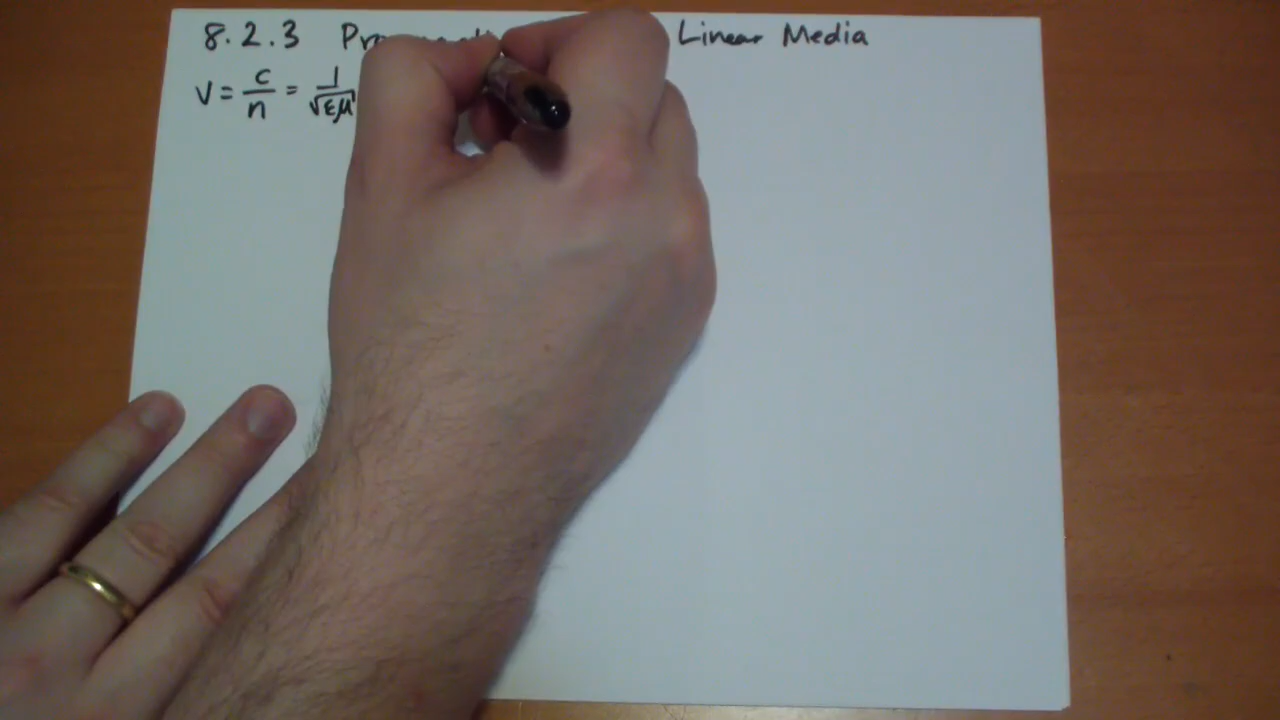 8.2.3 Linear Media
v = c/n = 1/√εμ